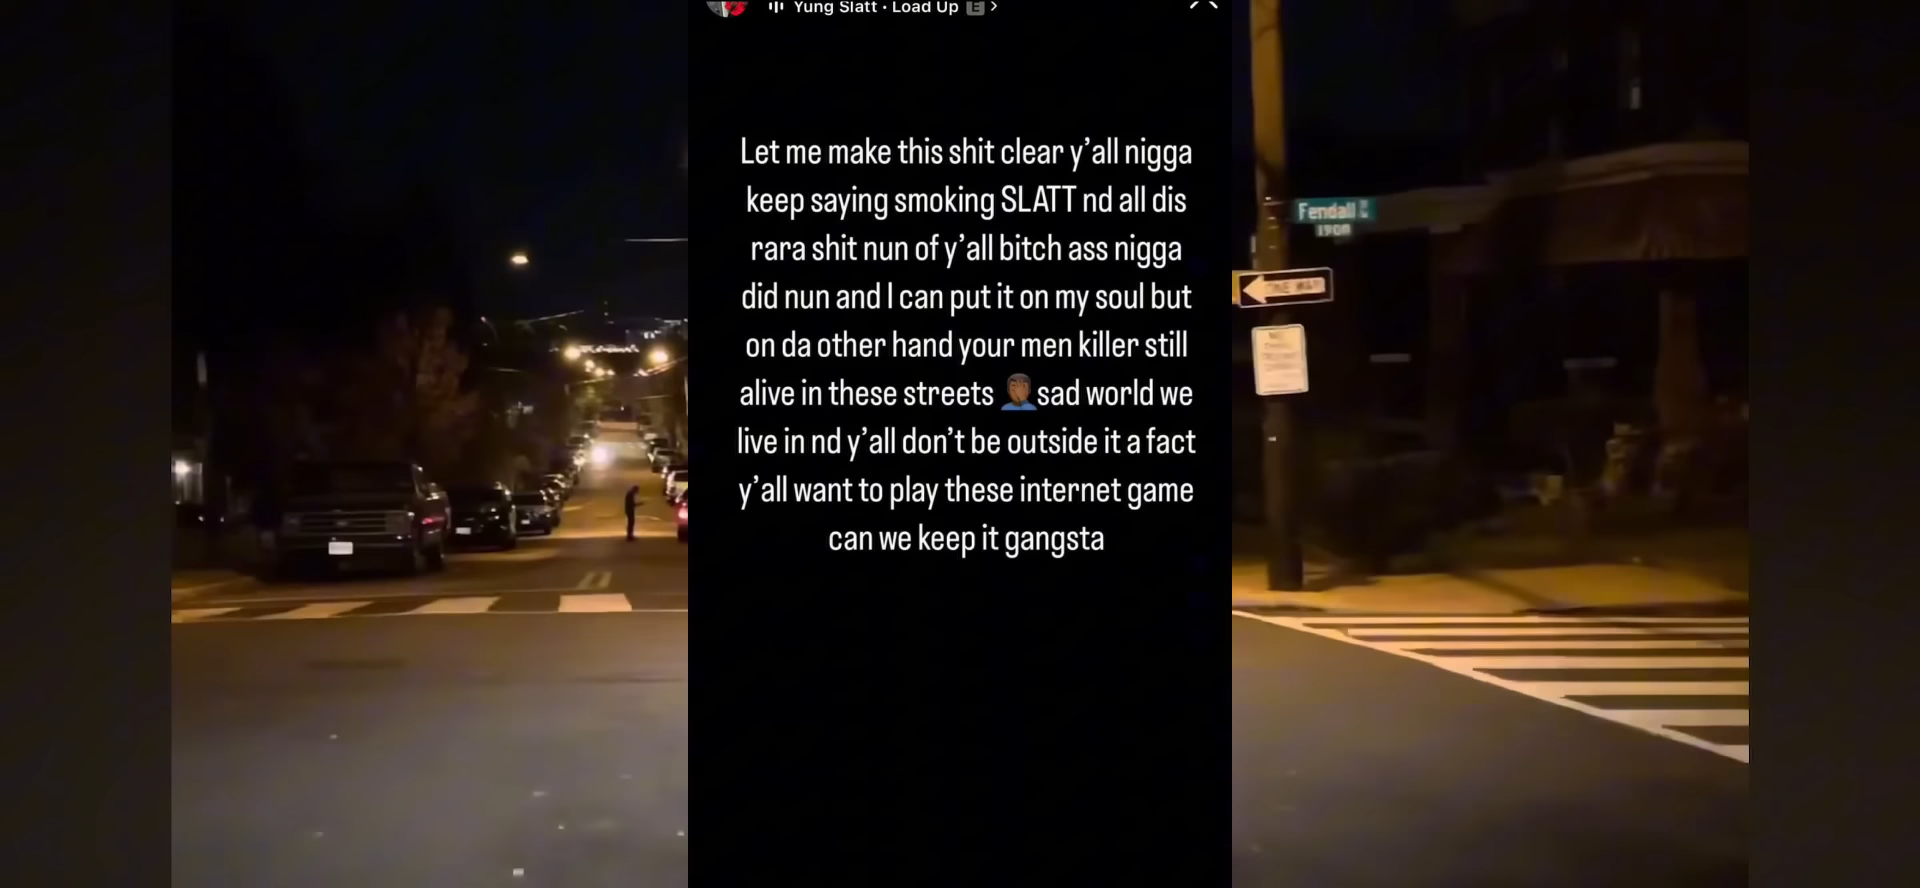 Yung Slatt • Load Up E >
Let me make this shit clear y’all nigga
keep saying smoking SLATT nd all dis
rara shit nun of y’all bitch ass nigga
did nun and I can put it on my soul but
on da other hand your men killer still
alive in these streets 🤦🏾‍♂️sad world we
live in nd y’all don’t be outside it a fact
y’all want to play these internet game
can we keep it gangsta
Fendall
1900
ONE WAY